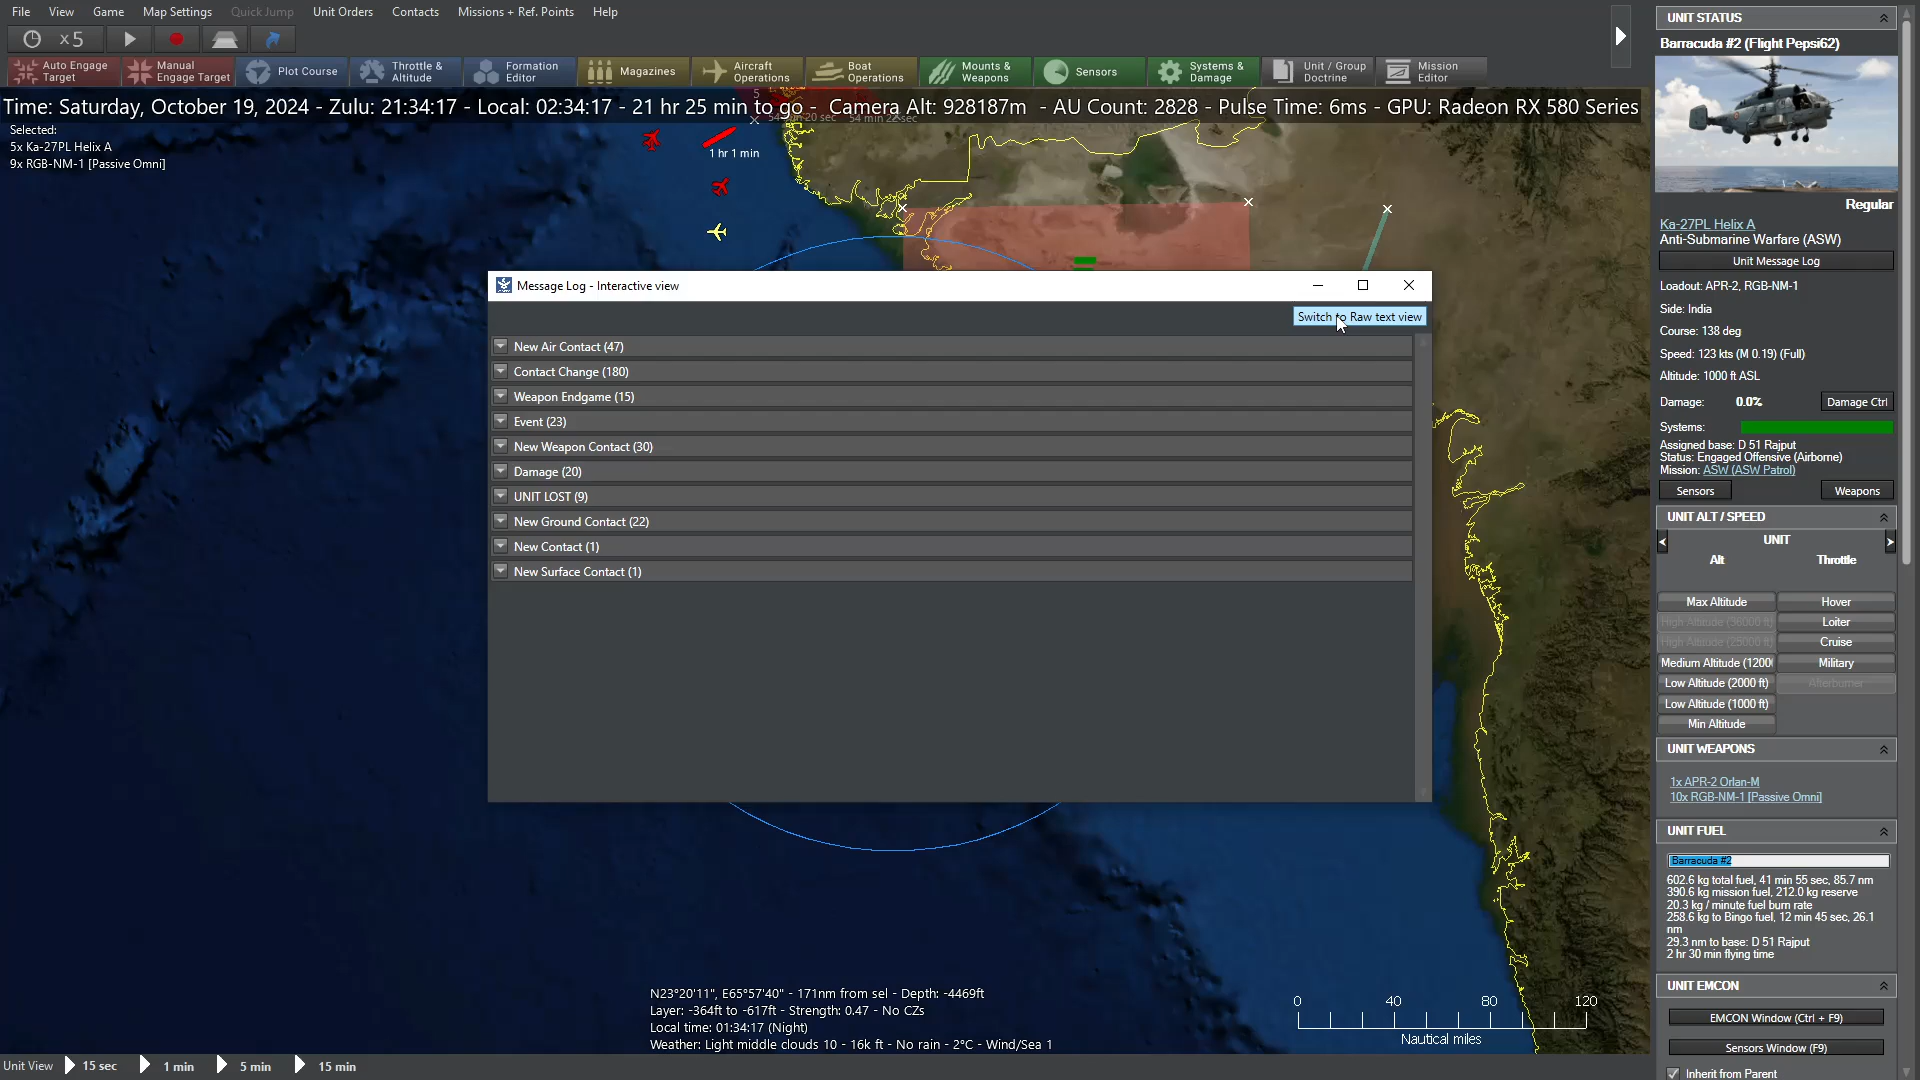 File View Game Map Settings Quick Jump Unit Orders Contacts Missions + Ref. Points Help
x 5
Auto Engage Target
Manual Engage Target
Plot Course
Throttle & Altitude
Formation Editor
Magazines
Aircraft Operations
Boat Operations
Mounts & Weapons
Sensors
Systems & Damage
Unit / Group Doctrine
Mission Editor
Time: Saturday, October 19, 2024 - Zulu: 21:34:17 - Local: 02:34:17 - 21 hr 25 min to go - Camera Alt: 928187m - AU Count: 2828 - Pulse Time: 6ms - GPU: Radeon RX 580 Series
Selected:
5x Ka-27PL Helix A
9x RGB-NM-1 [Passive Omni]
1 hr 1 min
Message Log - Interactive view
Switch to Raw text view
New Air Contact (47)
Contact Change (180)
Weapon Endgame (15)
Event (23)
New Weapon Contact (30)
Damage (20)
UNIT LOST (9)
New Ground Contact (22)
New Contact (1)
New Surface Contact (1)
N23°20'11", E65°57'40" - 171nm from sel - Depth: -4469ft
Layer: -364ft to -617ft - Strength: 0.47 - No CZs
Local time: 01:34:17 (Night)
Weather: Light middle clouds 10 - 16k ft - No rain - 2°C - Wind/Sea 1
0 40 80 120
Nautical miles
Unit View 15 sec 1 min 5 min 15 min
UNIT STATUS
Barracuda #2 (Flight Pepsi62)
Regular
Ka-27PL Helix A
Anti-Submarine Warfare (ASW)
Unit Message Log
Loadout: APR-2, RGB-NM-1
Side: India
Course: 138 deg
Speed: 123 kts (M 0.19) (Full)
Altitude: 1000 ft ASL
Damage: 0.0% Damage Ctrl
Systems:
Assigned base: D 51 Rajput
Status: Engaged Offensive (Airborne)
Mission: ASW (ASW Patrol)
Sensors Weapons
UNIT ALT / SPEED
UNIT
Alt Throttle
Max Altitude Hover
High Altitude (36000 ft) Loiter
High Altitude (25000 ft) Cruise
Medium Altitude (1200 Military
Low Altitude (2000 ft) Afterburner
Low Altitude (1000 ft)
Min Altitude
UNIT WEAPONS
1x APR-2 Orlan-M
10x RGB-NM-1 [Passive Omni]
UNIT FUEL
Barracuda #2
602.6 kg total fuel, 41 min 55 sec, 85.7 nm
390.6 kg mission fuel, 212.0 kg reserve
20.3 kg / minute fuel burn rate
258.6 kg to Bingo fuel, 12 min 45 sec, 26.1
nm
29.3 nm to base: D 51 Rajput
2 hr 30 min flying time
UNIT EMCON
EMCON Window (Ctrl + F9)
Sensors Window (F9)
Inherit from Parent